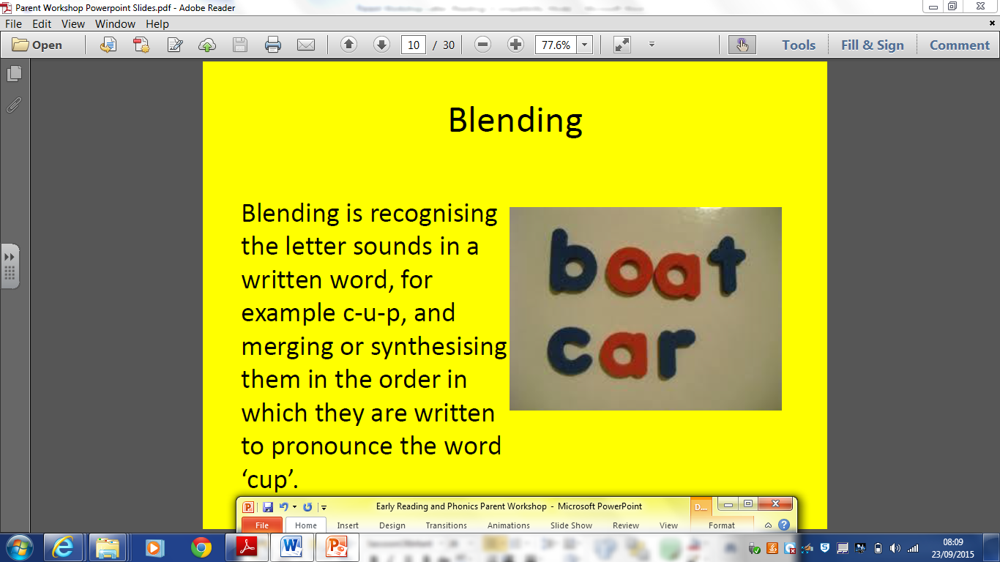 Parent Workshop Powerpoint Slides.pdf - Adobe Reader
File Edit View Window Help
Open 10 / 30 77.6% Tools Fill & Sign Comment
Blending
Blending is recognising
the letter sounds in a
written word, for
example c-u-p, and
merging or synthesising
them in the order in
which they are written
to pronounce the word
‘cup’.
boat
car
Early Reading and Phonics Parent Workshop - Microsoft PowerPoint D...
File Home Insert Design Transitions Animations Slide Show Review View Format
08:09
23/09/2015